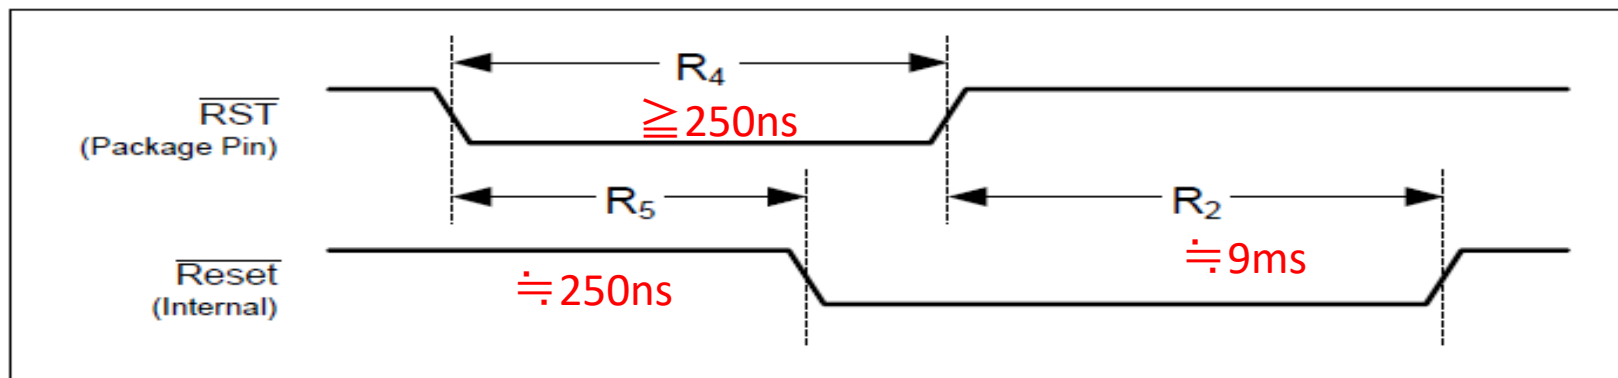 R4
RST
(Package Pin)
≧250ns
R5
R2
Reset
(Internal)
≒250ns
≒9ms